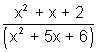 x² + x + 2
(x² + 5x + 6)